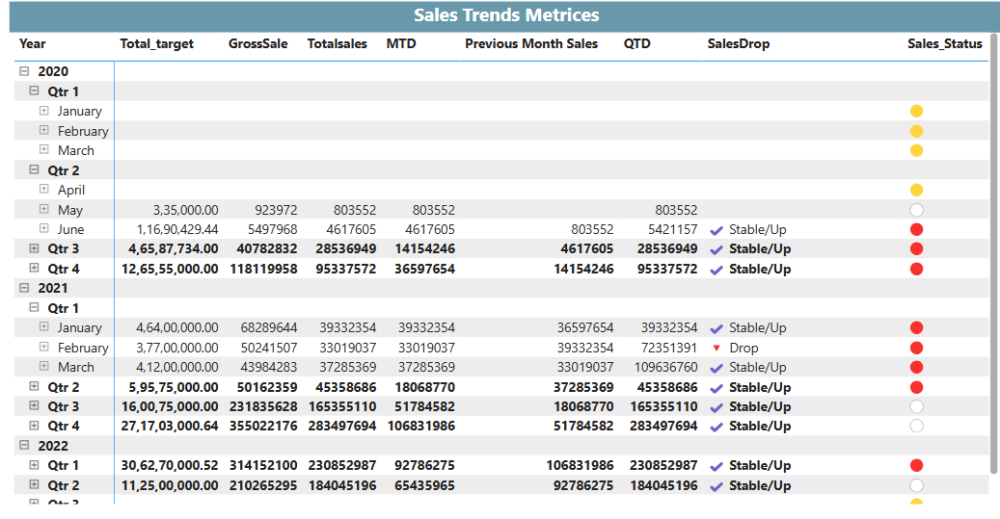 Sales Trends Metrices
Year Total_target GrossSale Totalsales MTD Previous Month Sales QTD SalesDrop Sales_Status
2020
Qtr 1
January
February
March
Qtr 2
April
May 3,35,000.00 923972 803552 803552 803552
June 1,16,90,429.44 5497968 4617605 4617605 803552 5421157 Stable/Up
Qtr 3 4,65,87,734.00 40782832 28536949 14154246 4617605 28536949 Stable/Up
Qtr 4 12,65,55,000.00 118119958 95337572 36597654 14154246 95337572 Stable/Up
2021
Qtr 1
January 4,64,00,000.00 68289644 39332354 39332354 36597654 39332354 Stable/Up
February 3,77,00,000.00 50241507 33019037 33019037 39332354 72351391 Drop
March 4,12,00,000.00 43984283 37285369 37285369 33019037 109636760 Stable/Up
Qtr 2 5,95,75,000.00 50162359 45358686 18068770 37285369 45358686 Stable/Up
Qtr 3 16,00,75,000.00 231835628 165355110 51784582 18068770 165355110 Stable/Up
Qtr 4 27,17,03,000.64 355022176 283497694 106831986 51784582 283497694 Stable/Up
2022
Qtr 1 30,62,70,000.52 314152100 230852987 92786275 106831986 230852987 Stable/Up
Qtr 2 11,25,00,000.00 210265295 184045196 65435965 92786275 184045196 Stable/Up